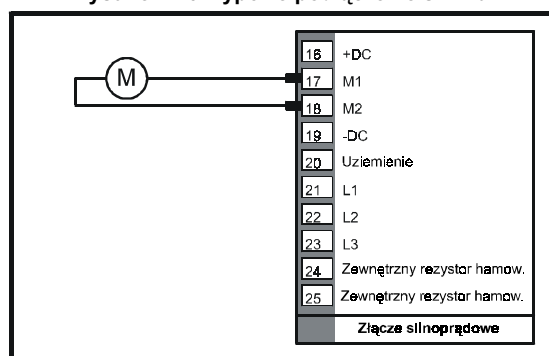 16 +DC
M 17 M1
18 M2
19 -DC
20 Uziemienie
21 L1
22 L2
23 L3
24 Zewnętrzny rezystor hamow.
25 Zewnętrzny rezystor hamow.
Złącze silnoprądowe